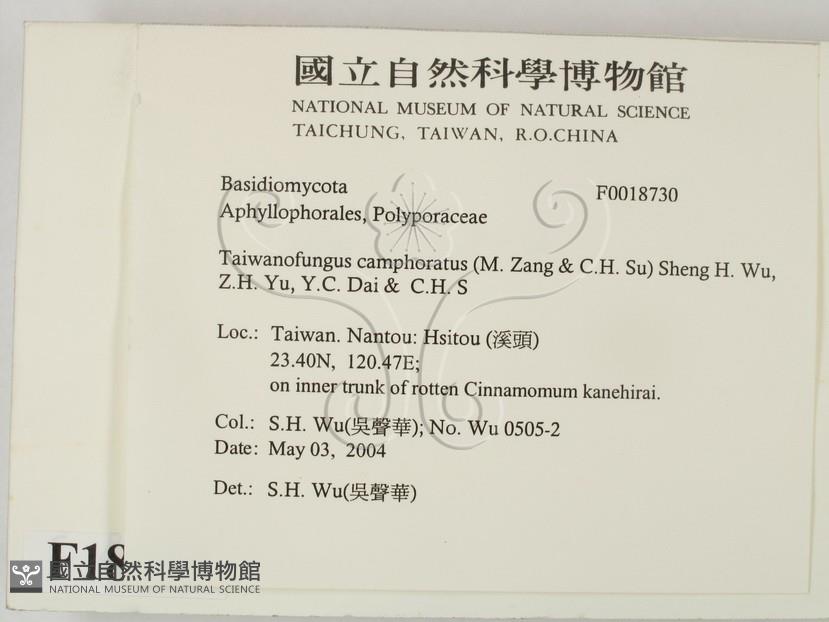 國立自然科學博物館
NATIONAL MUSEUM OF NATURAL SCIENCE
TAICHUNG, TAIWAN, R.O.CHINA
Basidiomycota F0018730
Aphyllophorales, Polyporaceae
Taiwanofungus camphoratus (M. Zang & C.H. Su) Sheng H. Wu,
Z.H. Yu, Y.C. Dai & C.H. S
Loc.: Taiwan. Nantou: Hsitou (溪頭)
23.40N, 120.47E;
on inner trunk of rotten Cinnamomum kanehirai.
Col.: S.H. Wu(吳聲華); No. Wu 0505-2
Date: May 03, 2004
Det.: S.H. Wu(吳聲華)
F18
國立自然科學博物館
NATIONAL MUSEUM OF NATURAL SCIENCE